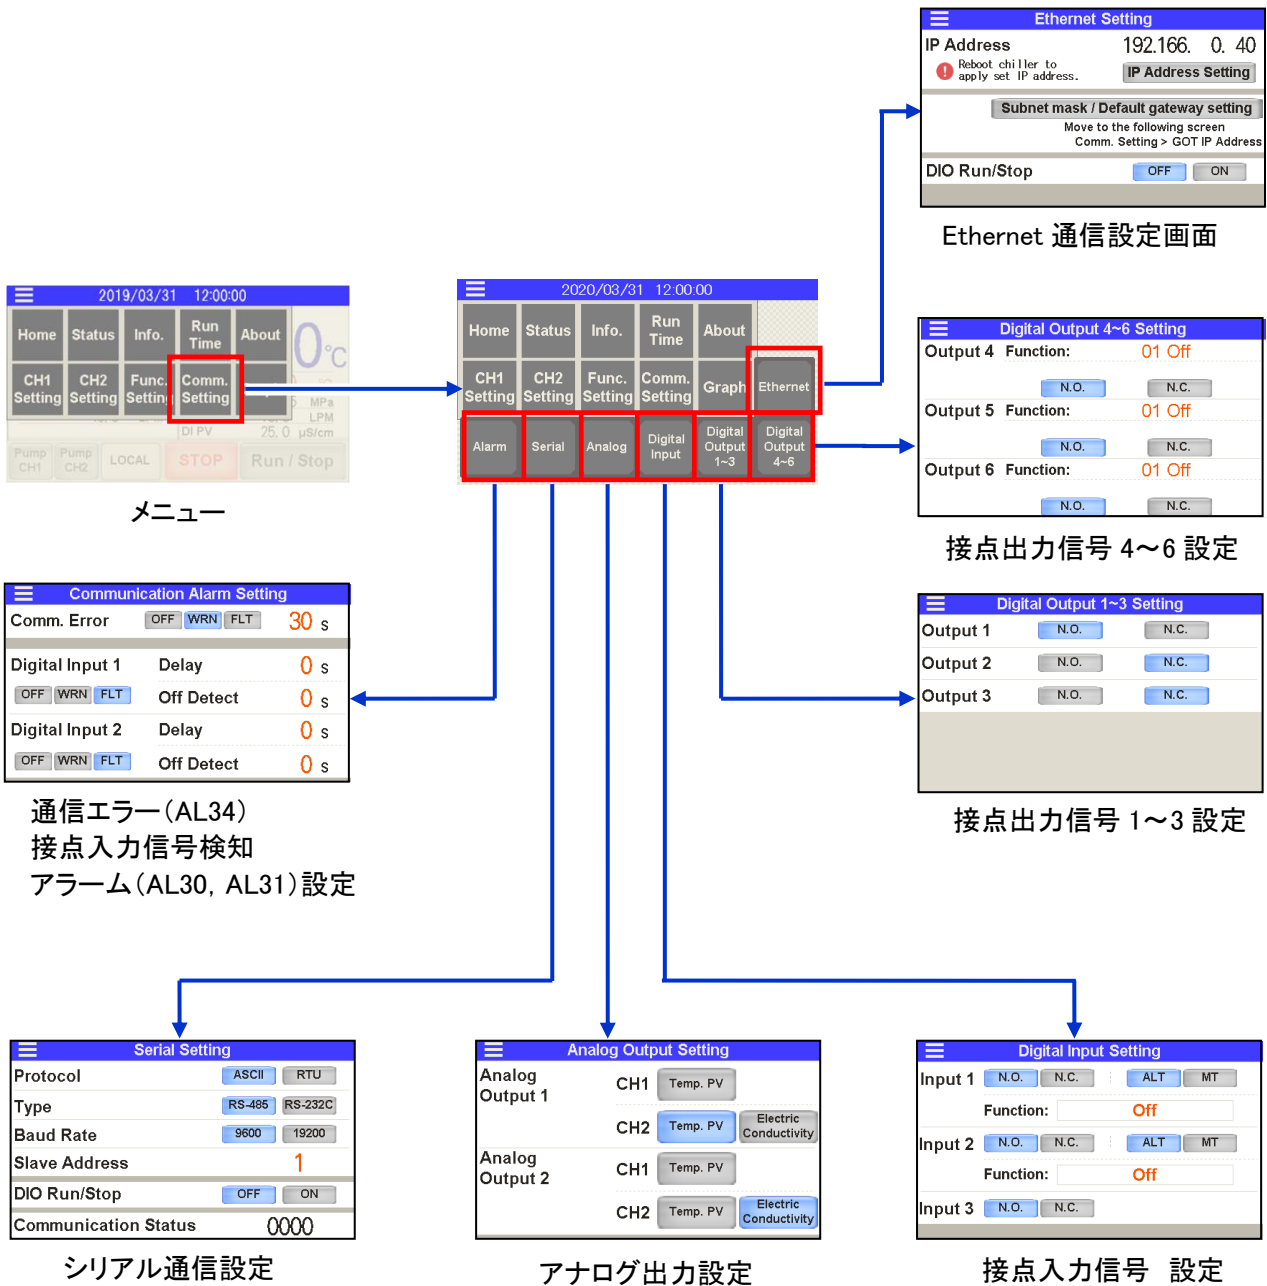 Ethernet Setting
IP Address 192.166. 0. 40
Reboot chiller to
apply set IP address.
IP Address Setting
Subnet mask / Default gateway setting
Move to the following screen
Comm. Setting > GOT IP Address
DIO Run/Stop OFF ON
Ethernet 通信設定画面
2019/03/31 12:00:00
Home Status Info. Run Time About
CH1 Setting CH2 Setting Func. Setting Comm. Setting
0 °C
MPa
LPM
DI PV 25.0 μS/cm
Pump CH1 Pump CH2 LOCAL STOP Run / Stop
メニュー
2020/03/31 12:00:00
Home Status Info. Run Time About
CH1 Setting CH2 Setting Func. Setting Comm. Setting Graph Ethernet
Alarm Serial Analog Digital Input Digital Output 1~3 Digital Output 4~6
Digital Output 4~6 Setting
Output 4 Function: 01 Off
N.O. N.C.
Output 5 Function: 01 Off
N.O. N.C.
Output 6 Function: 01 Off
N.O. N.C.
接点出力信号 4～6 設定
Communication Alarm Setting
Comm. Error OFF WRN FLT 30 s
Digital Input 1 Delay 0 s
OFF WRN FLT Off Detect 0 s
Digital Input 2 Delay 0 s
OFF WRN FLT Off Detect 0 s
通信エラー（AL34）
接点入力信号検知
アラーム（AL30, AL31）設定
Digital Output 1~3 Setting
Output 1 N.O. N.C.
Output 2 N.O. N.C.
Output 3 N.O. N.C.
接点出力信号 1～3 設定
Serial Setting
Protocol ASCII RTU
Type RS-485 RS-232C
Baud Rate 9600 19200
Slave Address 1
DIO Run/Stop OFF ON
Communication Status 0000
シリアル通信設定
Analog Output Setting
Analog Output 1 CH1 Temp. PV
CH2 Temp. PV Electric Conductivity
Analog Output 2 CH1 Temp. PV
CH2 Temp. PV Electric Conductivity
アナログ出力設定
Digital Input Setting
Input 1 N.O. N.C. ALT MT
Function: Off
Input 2 N.O. N.C. ALT MT
Function: Off
Input 3 N.O. N.C.
接点入力信号 設定